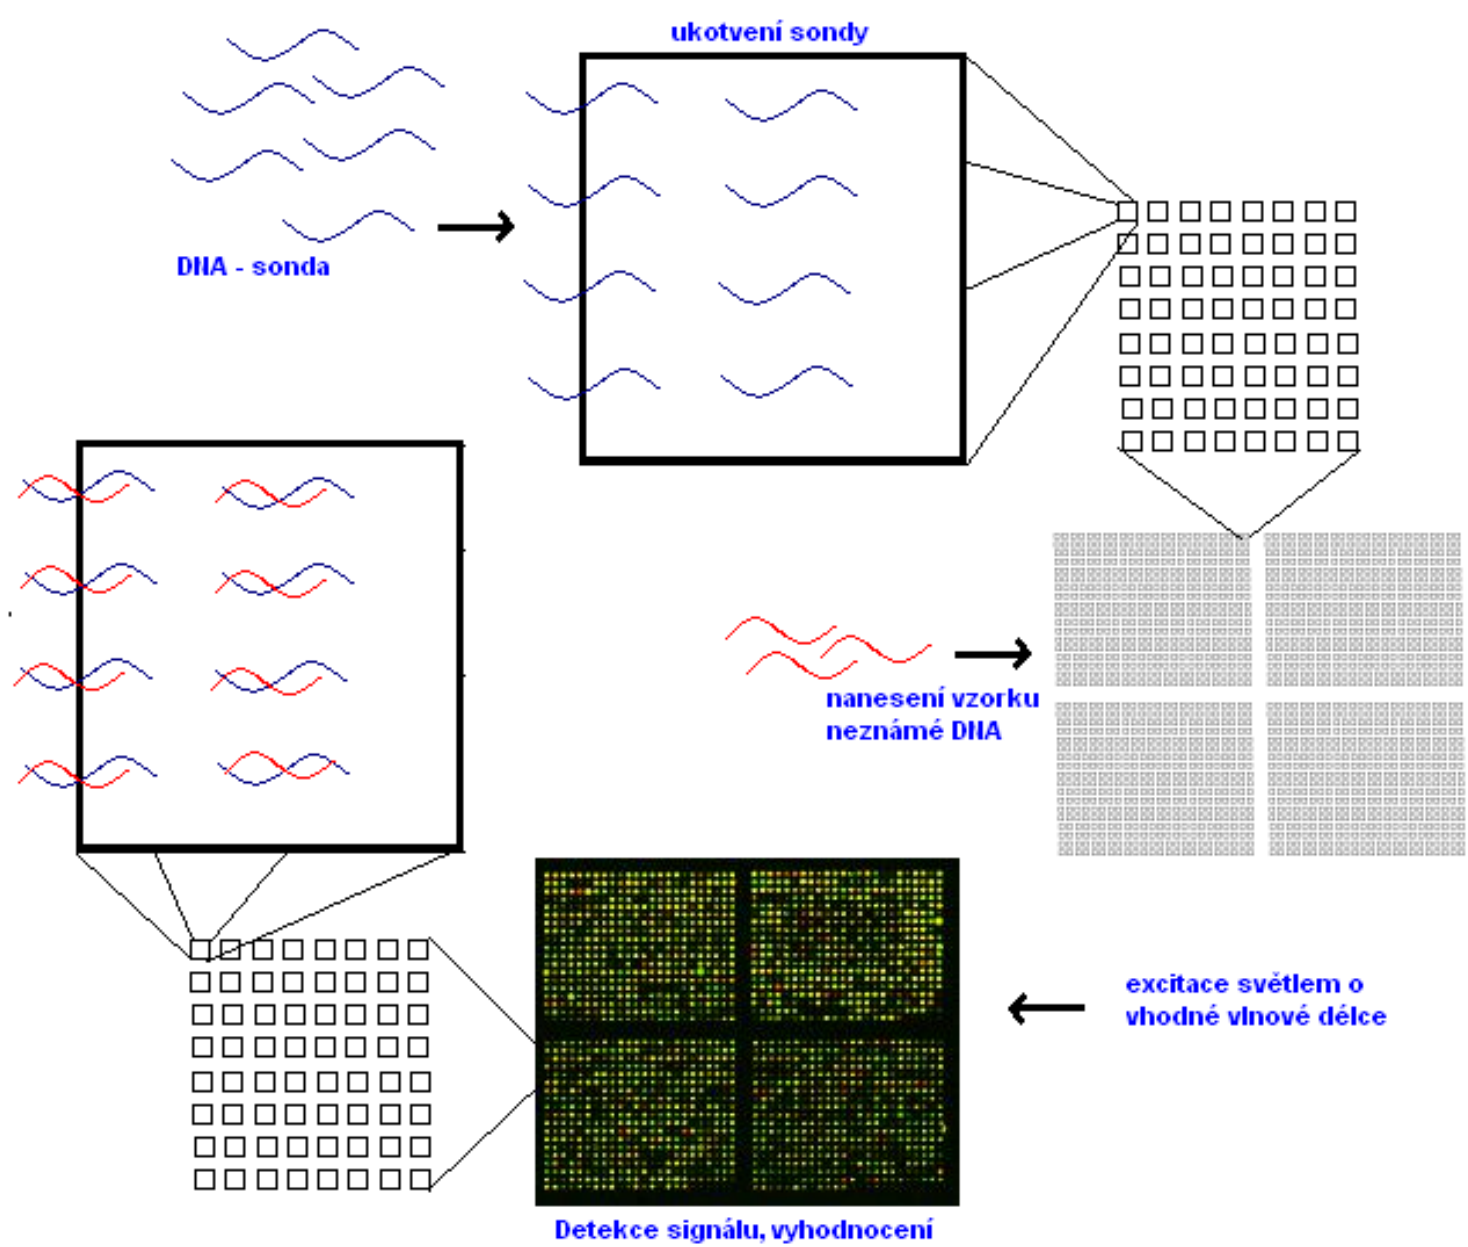 ukotvení sondy
DNA - sonda
nanesení vzorku
neznámé DNA
excitace světlem o
vhodné vlnové délce
Detekce signálu, vyhodnocení